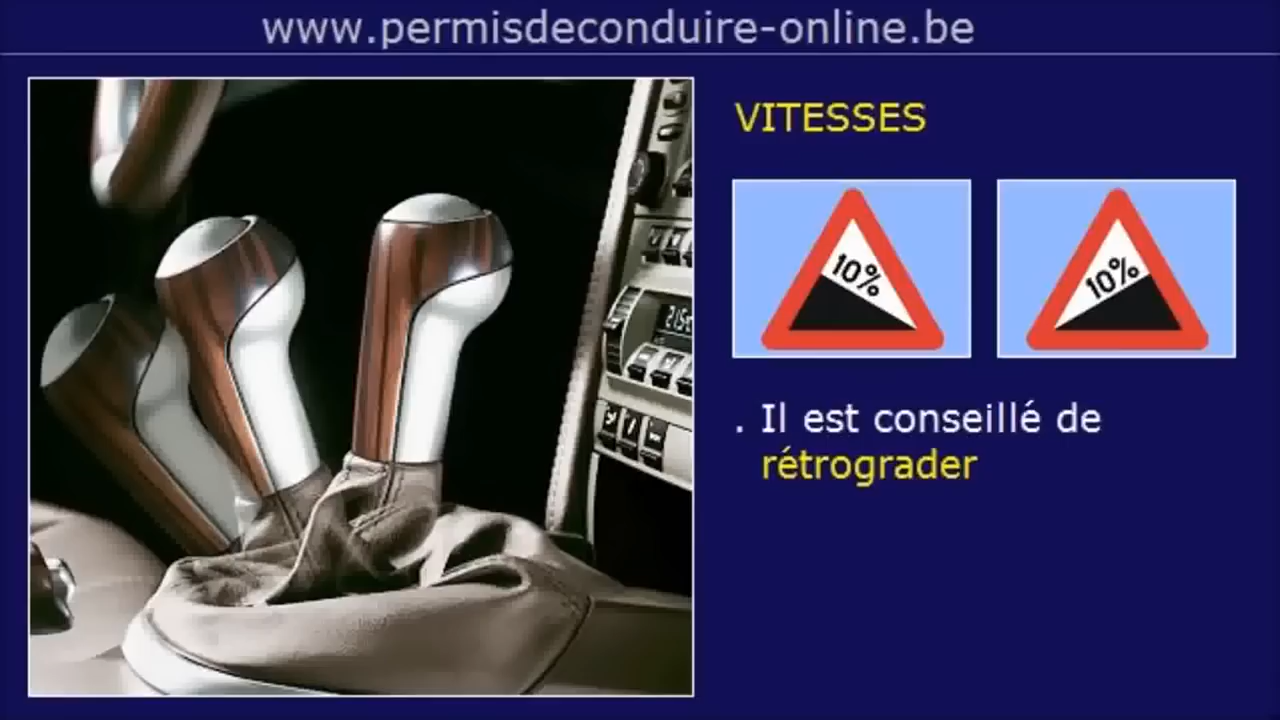 www.permisdeconduire-online.be
VITESSES
10%
10%
. Il est conseillé de
rétrograder